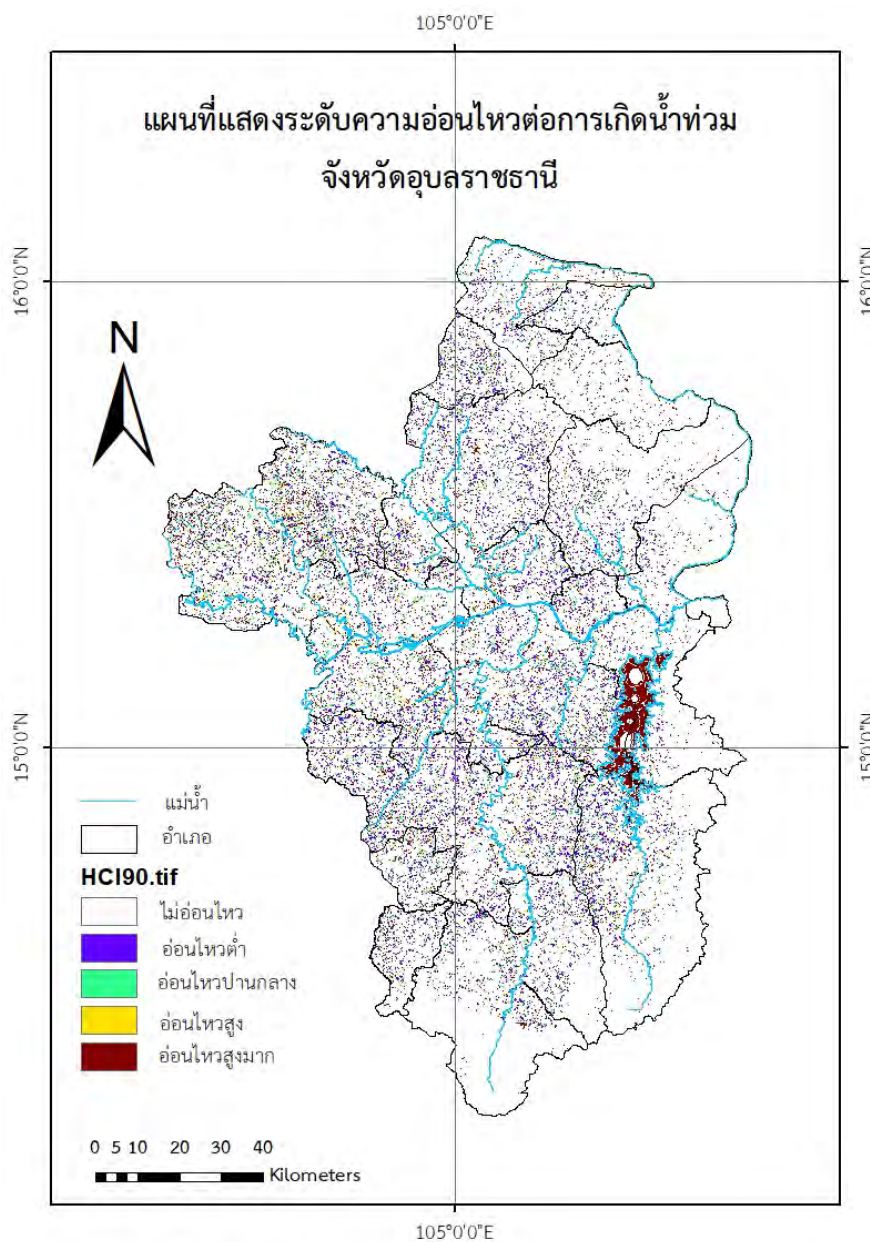 105°0'0"E
แผนที่แสดงระดับความอ่อนไหวต่อการเกิดน้ำท่วม
จังหวัดอุบลราชธานี
16°0'0"N
16°0'0"N
N
15°0'0"N
15°0'0"N
แม่น้ำ
อำเภอ
HCI90.tif
ไม่อ่อนไหว
อ่อนไหวต่ำ
อ่อนไหวปานกลาง
อ่อนไหวสูง
อ่อนไหวสูงมาก
0 5 10 20 30 40
Kilometers
105°0'0"E